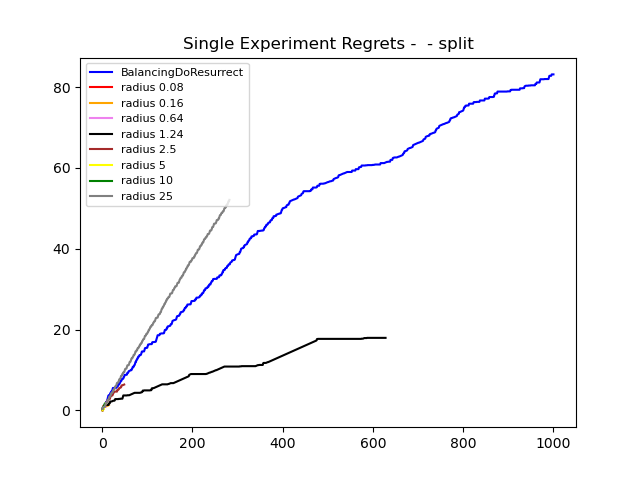 Single Experiment Regrets -  - split
BalancingDoResurrect
radius 0.08
radius 0.16
radius 0.64
radius 1.24
radius 2.5
radius 5
radius 10
radius 25
80
60
40
20
0
0 200 400 600 800 1000